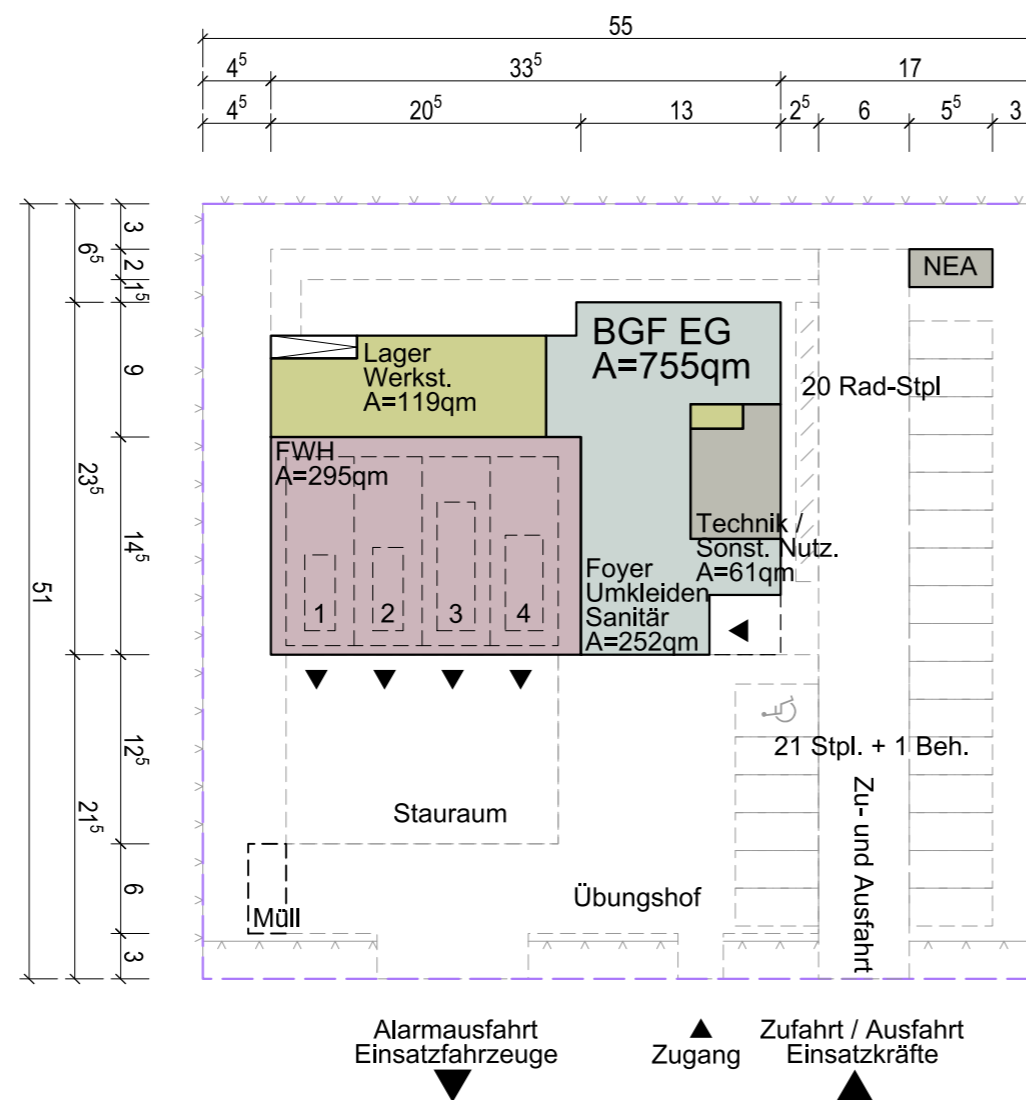 55
4⁵ 33⁵ 17
4⁵ 20⁵ 13 2⁵ 6 5⁵ 3
51
6⁵
23⁵
21⁵
3
2
1⁵
9
14⁵
12⁵
6
3
NEA
BGF EG
A=755qm
Lager
Werkst.
A=119qm
20 Rad-Stpl
FWH
A=295qm
Technik /
Sonst. Nutz.
A=61qm
Foyer
Umkleiden
Sanitär
A=252qm
1 2 3 4
21 Stpl. + 1 Beh.
Zu- und Ausfahrt
Stauraum
Übungshof
Müll
Alarmausfahrt
Einsatzfahrzeuge
Zugang
Zufahrt / Ausfahrt
Einsatzkräfte